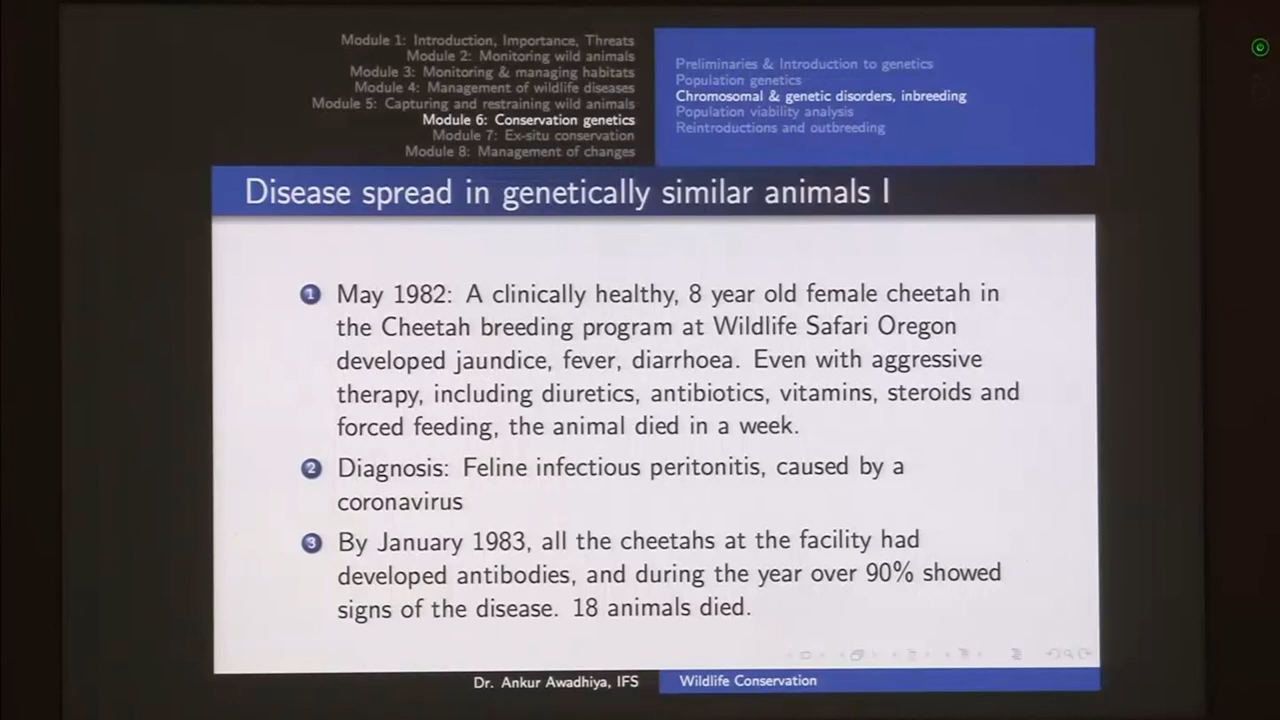 Module 1: Introduction, Importance, Threats
Module 2: Monitoring wild animals
Module 3: Monitoring & managing habitats
Module 4: Management of wildlife diseases
Module 5: Capturing and restraining wild animals
Module 6: Conservation genetics
Module 7: Ex-situ conservation
Module 8: Management of changes
Preliminaries & Introduction to genetics
Population genetics
Chromosomal & genetic disorders, inbreeding
Population viability analysis
Reintroductions and outbreeding
Disease spread in genetically similar animals I
1 May 1982: A clinically healthy, 8 year old female cheetah in
the Cheetah breeding program at Wildlife Safari Oregon
developed jaundice, fever, diarrhoea. Even with aggressive
therapy, including diuretics, antibiotics, vitamins, steroids and
forced feeding, the animal died in a week.
2 Diagnosis: Feline infectious peritonitis, caused by a
coronavirus
3 By January 1983, all the cheetahs at the facility had
developed antibodies, and during the year over 90% showed
signs of the disease. 18 animals died.
Dr. Ankur Awadhiya, IFS
Wildlife Conservation